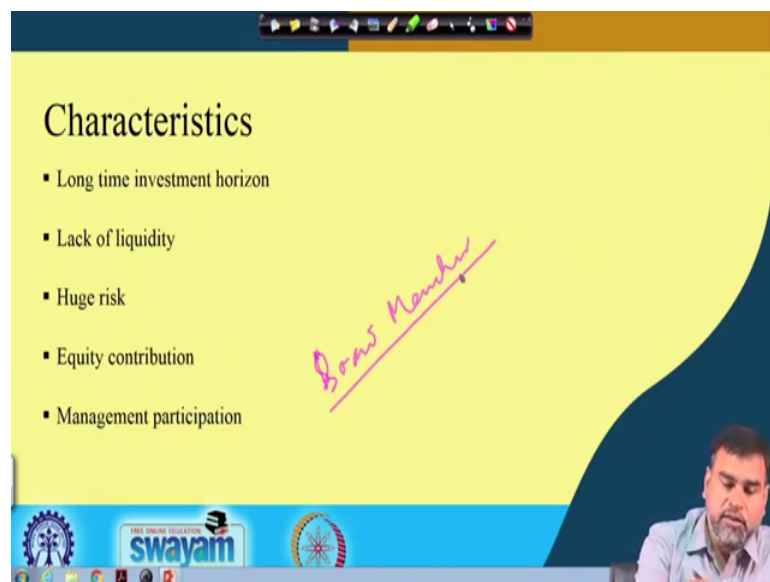 Characteristics
▪ Long time investment horizon
▪ Lack of liquidity
▪ Huge risk
▪ Equity contribution
▪ Management participation
Board Member
FREE ONLINE EDUCATION
swayam